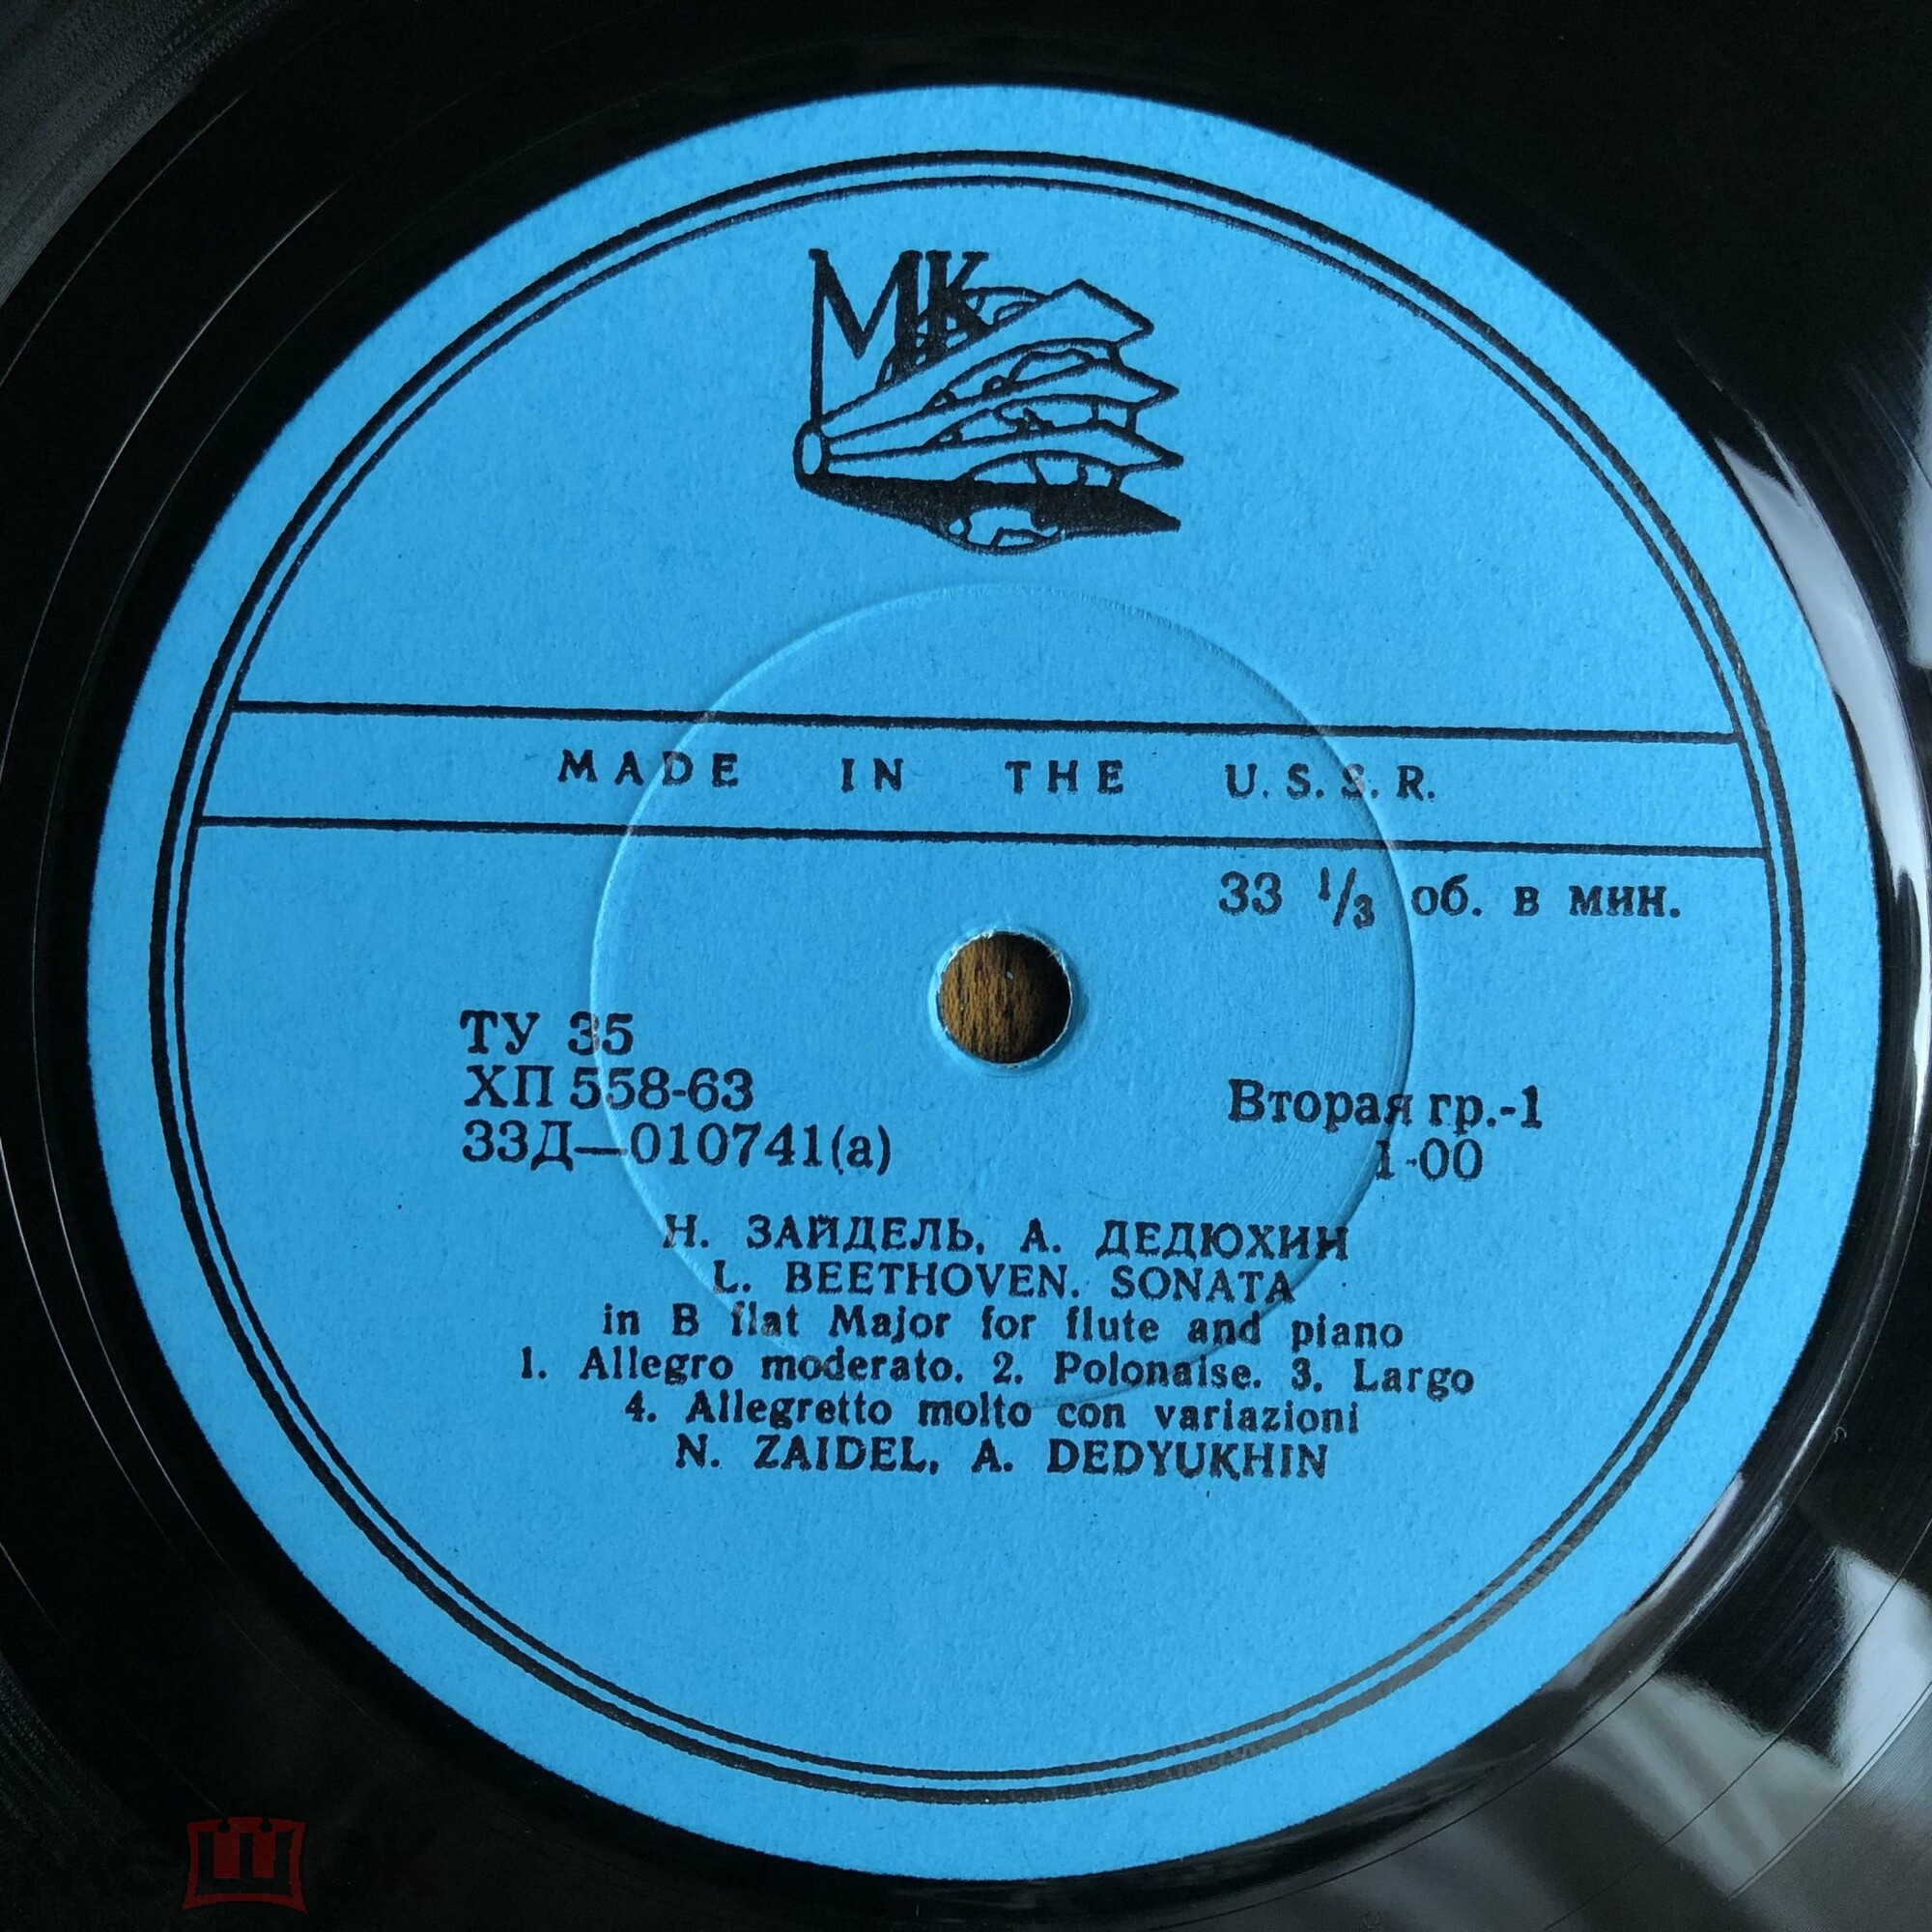 МК
MADE IN THE U.S.S.R.
33 1/3 об. в мин.
ТУ 35
ХП 558-63
33Д—010741(а)
Вторая гр.-1
1-00
Н. ЗАЙДЕЛЬ, А. ДЕДЮХИН
L. BEETHOVEN. SONATA
in B flat Major for flute and piano
1. Allegro moderato. 2. Polonaise. 3. Largo
4. Allegretto molto con variazioni
N. ZAIDEL, A. DEDYUKHIN